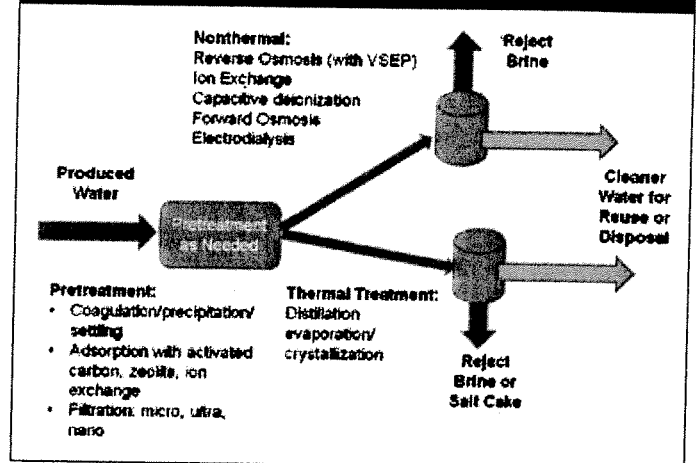 Nonthermal:
Reverse Osmosis (with VSEP)
Ion Exchange
Capacitive deionization
Forward Osmosis
Electrodialysis
Reject
Brine
Produced
Water
Pretreatment
as Needed
Cleaner
Water for
Reuse or
Disposal
Pretreatment:
• Coagulation/precipitation/
settling
• Adsorption with activated
carbon, zeolite, ion
exchange
• Filtration: micro, ultra,
nano
Thermal Treatment:
Distillation
evaporation/
crystallization
Reject
Brine or
Salt Cake